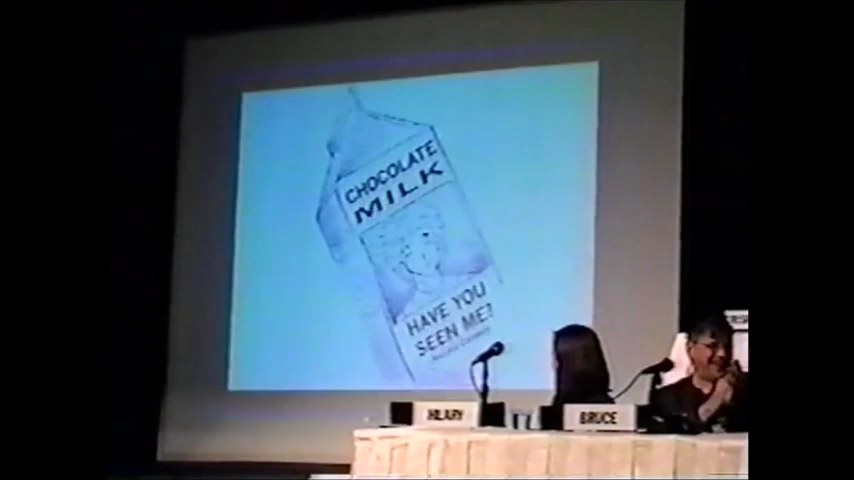 CHOCOLATE
MILK
HAVE YOU
SEEN ME?
HILARY
BRUCE